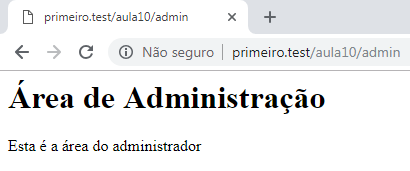 primeiro.test/aula10/admin
Não seguro | primeiro.test/aula10/admin
Área de Administração
Esta é a área do administrador